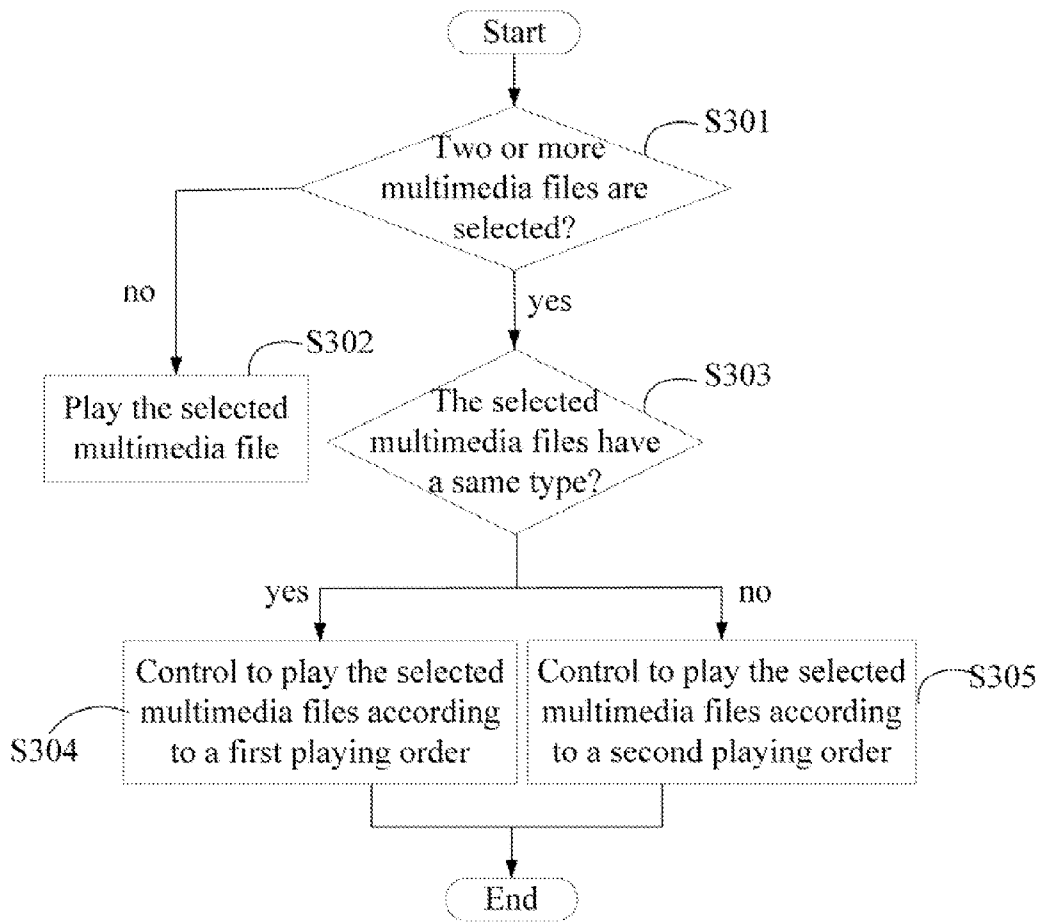 Start
S301
Two or more
multimedia files are
selected?
no
yes
S302
Play the selected
multimedia file
S303
The selected
multimedia files have
a same type?
yes
no
Control to play the selected
multimedia files according
to a first playing order
S304
Control to play the selected
multimedia files according
to a second playing order
S305
End